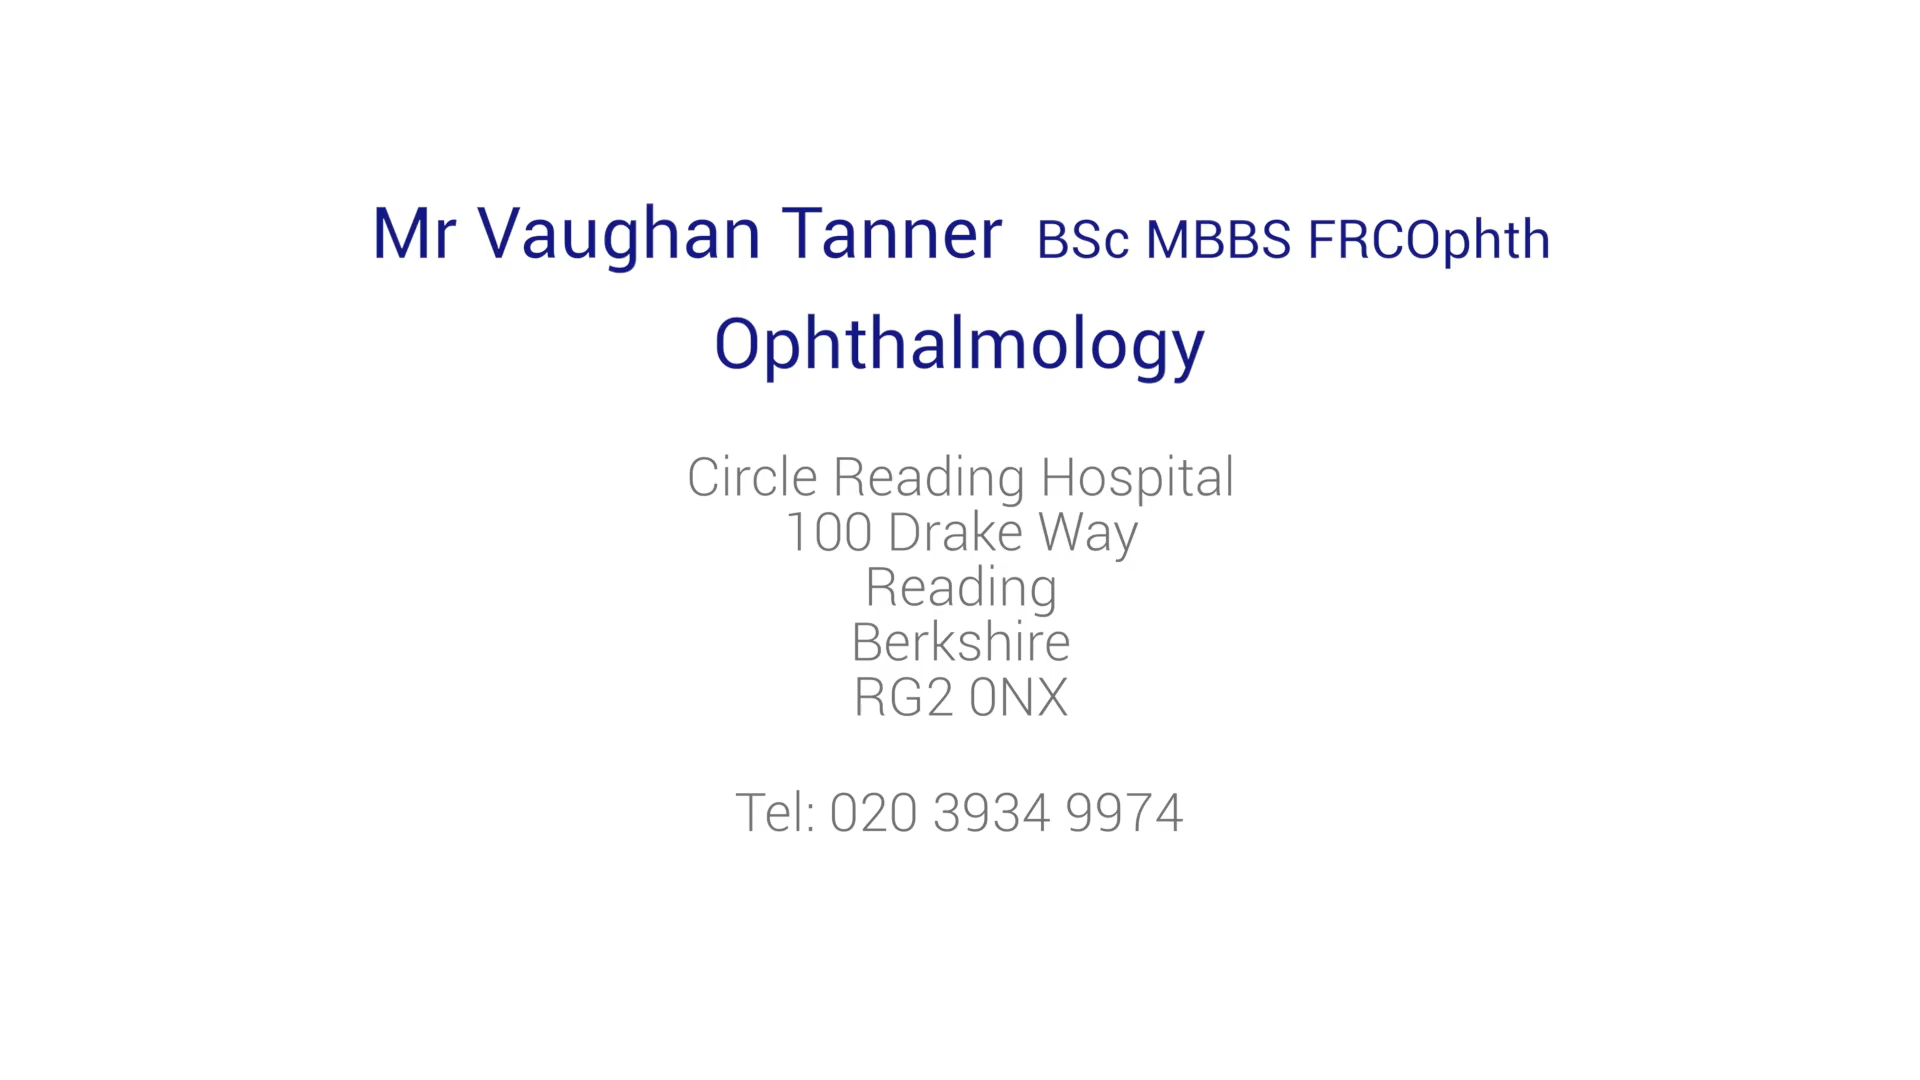 Mr Vaughan Tanner BSc MBBS FRCOphth
Ophthalmology
Circle Reading Hospital
100 Drake Way
Reading
Berkshire
RG2 0NX
Tel: 020 3934 9974